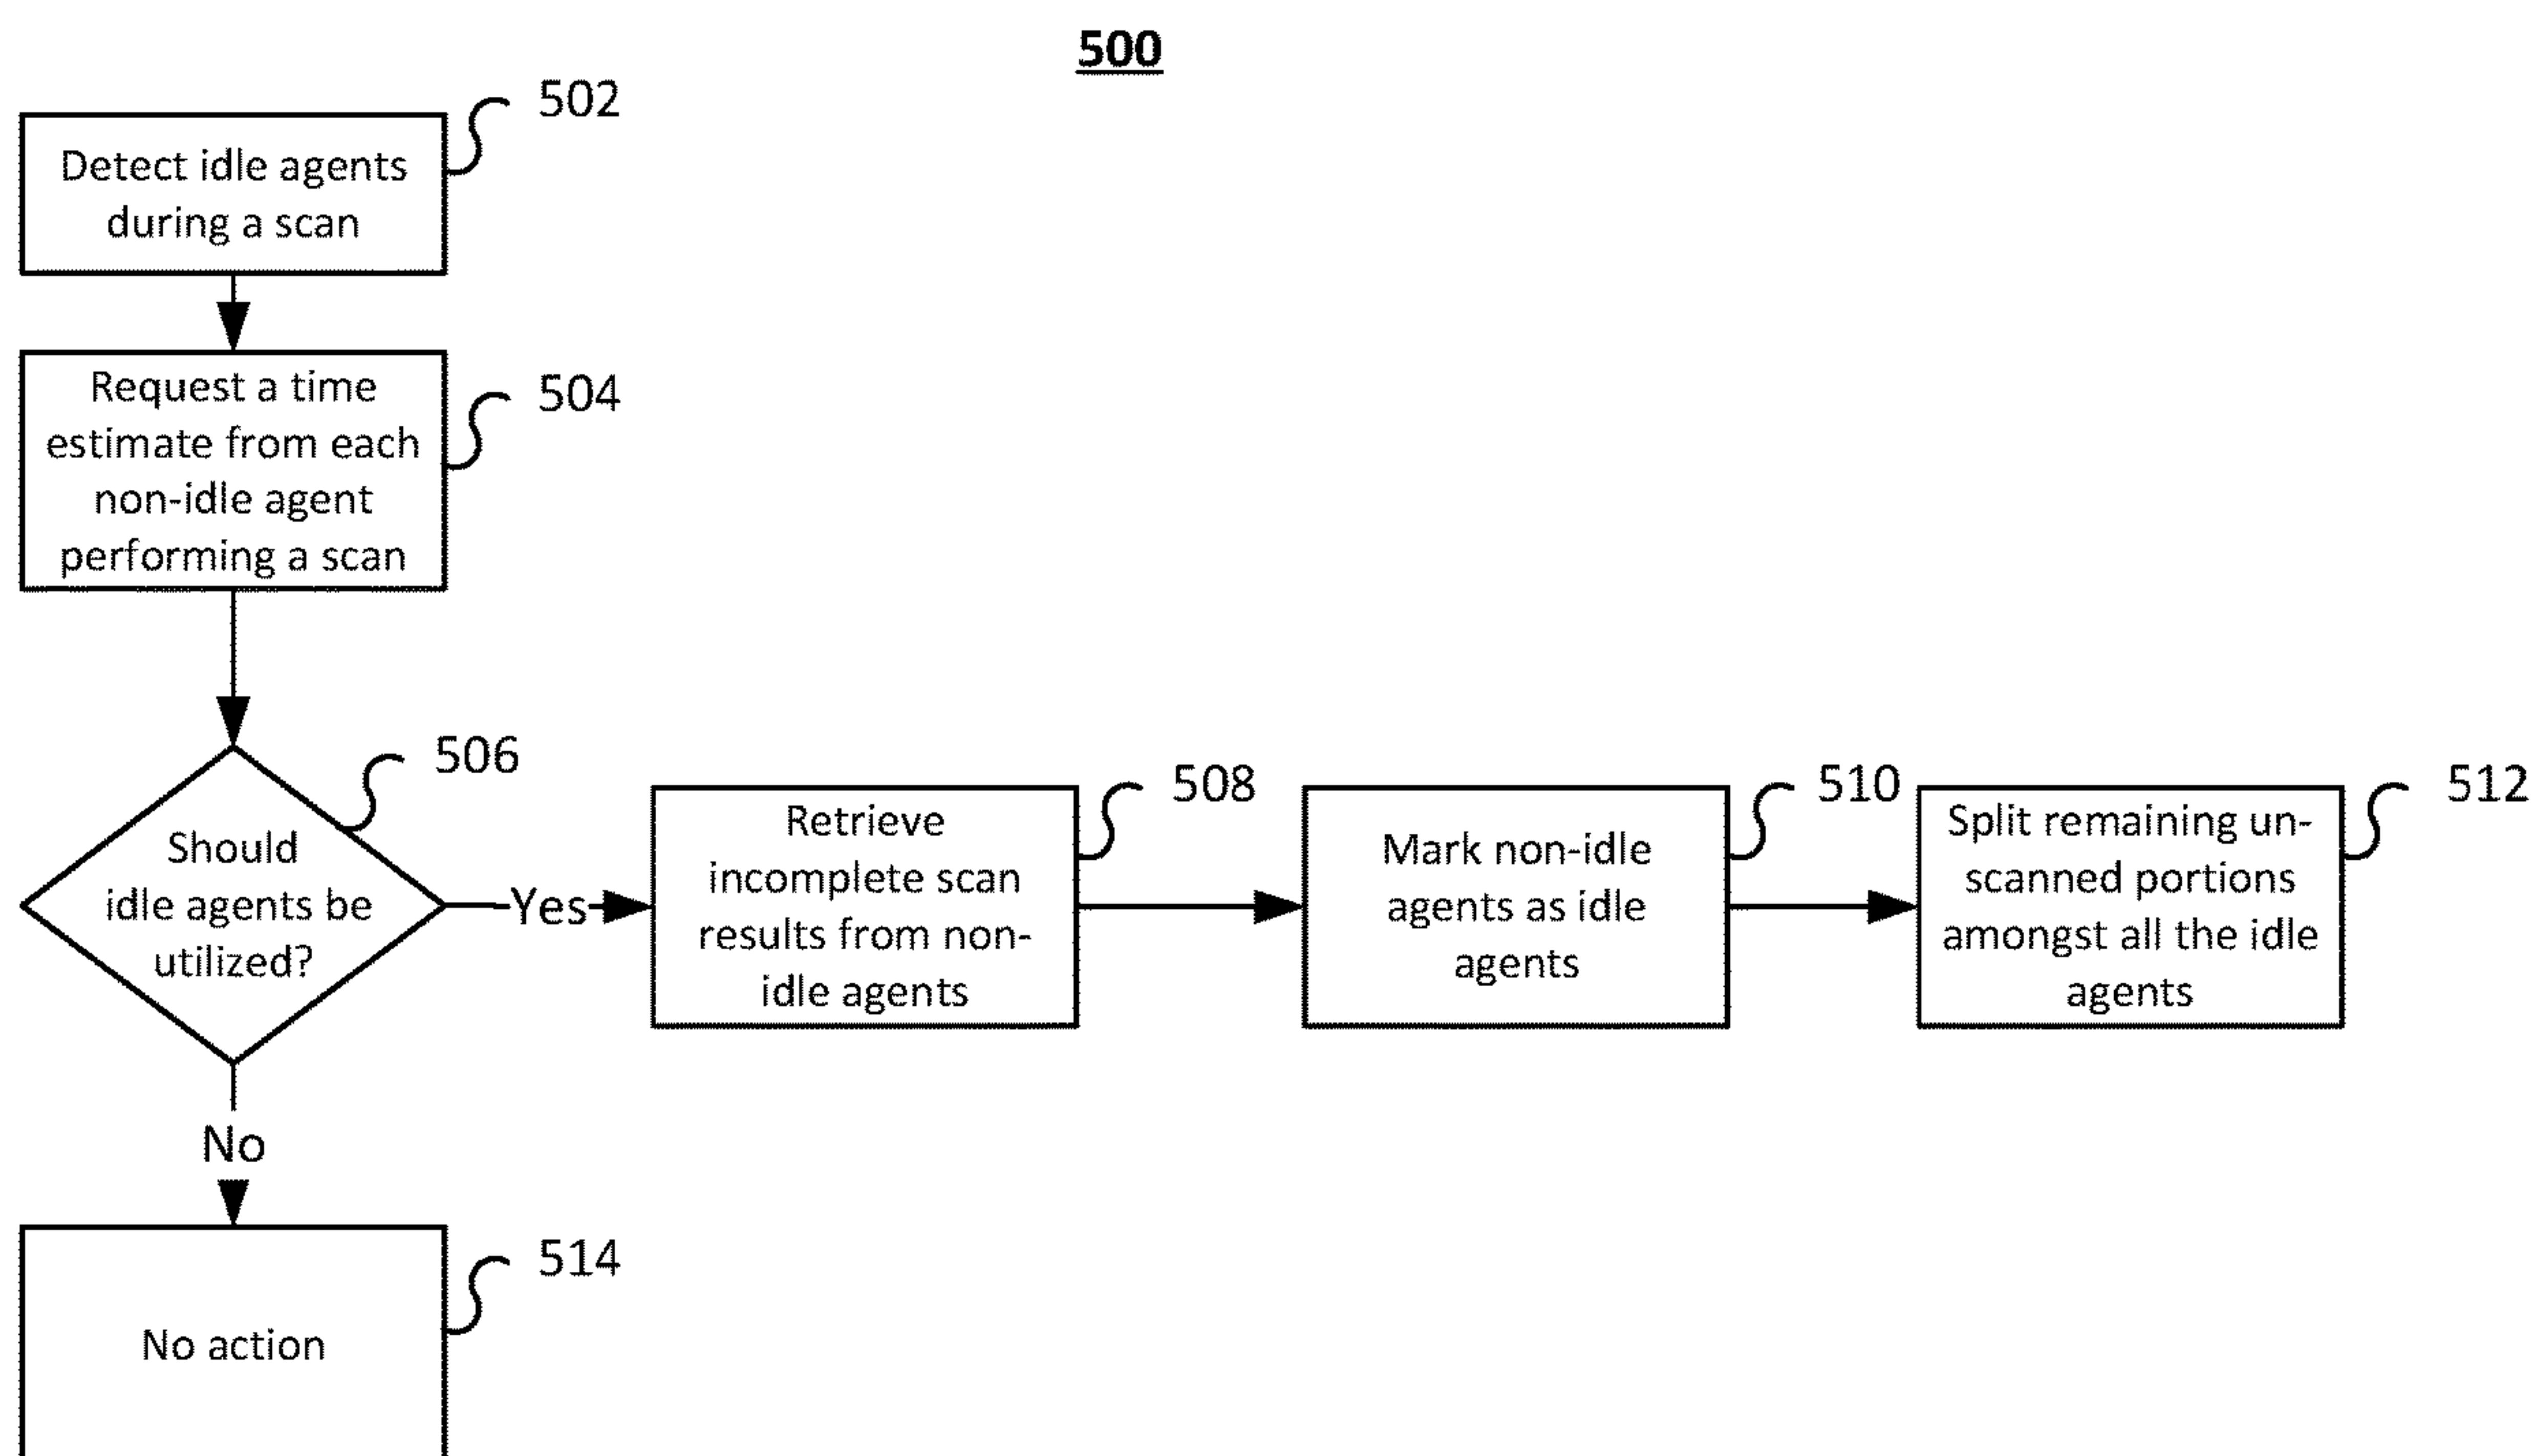 500
502
Detect idle agents
during a scan
504
Request a time
estimate from each
non-idle agent
performing a scan
506
Should
idle agents be
utilized?
Yes
508
Retrieve
incomplete scan
results from non-
idle agents
510
Mark non-idle
agents as idle
agents
512
Split remaining un-
scanned portions
amongst all the idle
agents
No
514
No action